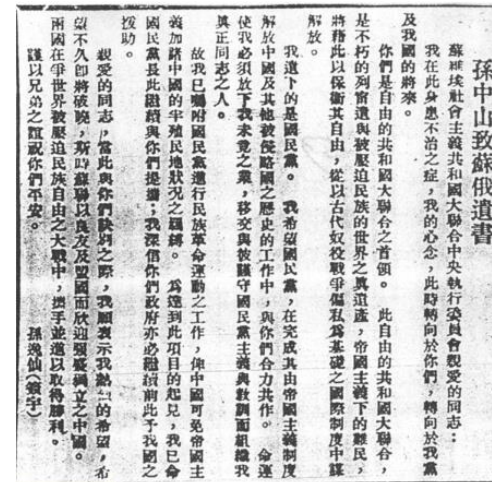 孫中山致蘇俄遺書
蘇維埃社會主義共和國大聯合中央執行委員會親愛的同志：
我在此身患不治之症，我的心念，此時轉向於你們，轉向於我黨
及我國的將來。
你們是自由的共和國大聯合之首領。此自由的共和國大聯合，
是不朽的列甯遺與被壓迫民族的世界之眞遺產，帝國主義下的難民，
將藉此以保衛其自由，從以古代奴役戰爭偏私爲基礎之國際制度中謀
解放。
我遺下的是國民黨。我希望國民黨，在完成其由帝國主義制度
解放中國及其他被侵略國之歷史的工作中，與你們合力共作。命運
使我必須放下我未竟之業，移交與彼謹守國民黨主義與教訓而組織我
眞正同志之人。
故我已囑咐國民黨進行民族革命運動之工作，俾中國可免帝國主
義加諸中國的半殖民地狀況之羈縛。爲達到此項目的起見，我已命
國民黨長此繼續與你們提攜；我深信你們政府亦必繼續前此予我國之
援助。
親愛的同志，當此與你們訣別之際，我願表示我熱的希望，希
望不久卽將破曉，斯時蘇聯以良友及盟國而欣迎強盛獨立之中國。
兩國在爭世界被壓迫民族自由之大戰中，攜手並進以取得勝利。
謹以兄弟之誼祝你們平安。
孫逸仙（簽字）